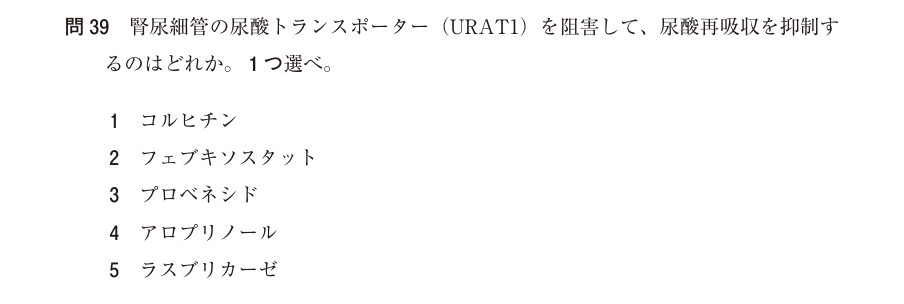 問39 腎尿細管の尿酸トランスポーター（URAT1）を阻害して、尿酸再吸収を抑制す
るのはどれか。1つ選べ。
1 コルヒチン
2 フェブキソスタット
3 プロベネシド
4 アロプリノール
5 ラスブリカーゼ